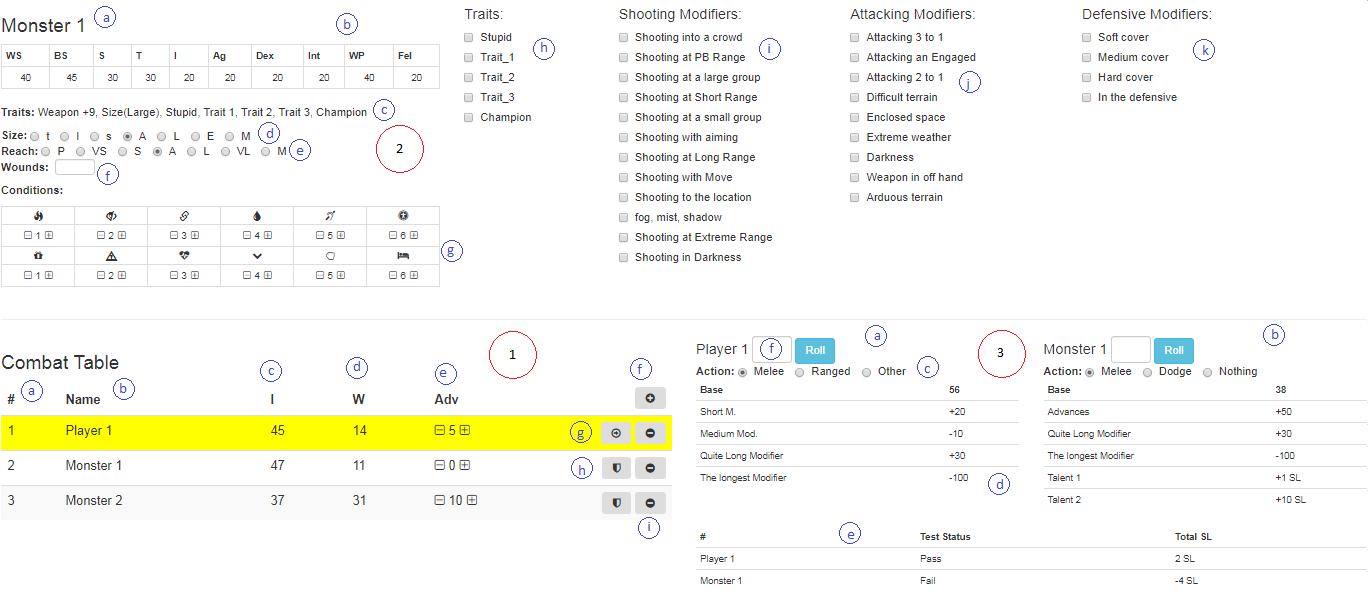 Monster 1 a
b
WS BS S T I Ag Dex Int WP Fel
40 45 30 30 20 20 20 20 40 20
Traits: Weapon +9, Size(Large), Stupid, Trait 1, Trait 2, Trait 3, Champion c
Size: t l s A L E M d
Reach: P VS S A L VL M e
Wounds: f
2
Conditions:
1 2 3 4 5 6
g
1 2 3 4 5 6
Traits:
Stupid
Trait_1
Trait_2
Trait_3
Champion
h
Shooting Modifiers:
Shooting into a crowd
Shooting at PB Range
Shooting at a large group
Shooting at Short Range
Shooting at a small group
Shooting with aiming
Shooting at Long Range
Shooting with Move
Shooting to the location
fog, mist, shadow
Shooting at Extreme Range
Shooting in Darkness
i
Attacking Modifiers:
Attacking 3 to 1
Attacking an Engaged
Attacking 2 to 1
Difficult terrain
Enclosed space
Extreme weather
Darkness
Weapon in off hand
Arduous terrain
j
Defensive Modifiers:
Soft cover
Medium cover
Hard cover
In the defensive
k
1
Combat Table
a b c d e f
# Name I W Adv
1 Player 1 45 14 5 g
2 Monster 1 47 11 0 h
3 Monster 2 37 31 10
i
Player 1 f Roll a
3
Action: Melee Ranged Other c
Base 56
Short M. +20
Medium Mod. -10
Quite Long Modifier +30
The longest Modifier -100
d
Monster 1 Roll b
Action: Melee Dodge Nothing
Base 38
Advances +50
Quite Long Modifier +30
The longest Modifier -100
Talent 1 +1 SL
Talent 2 +10 SL
e
# Test Status Total SL
Player 1 Pass 2 SL
Monster 1 Fail -4 SL